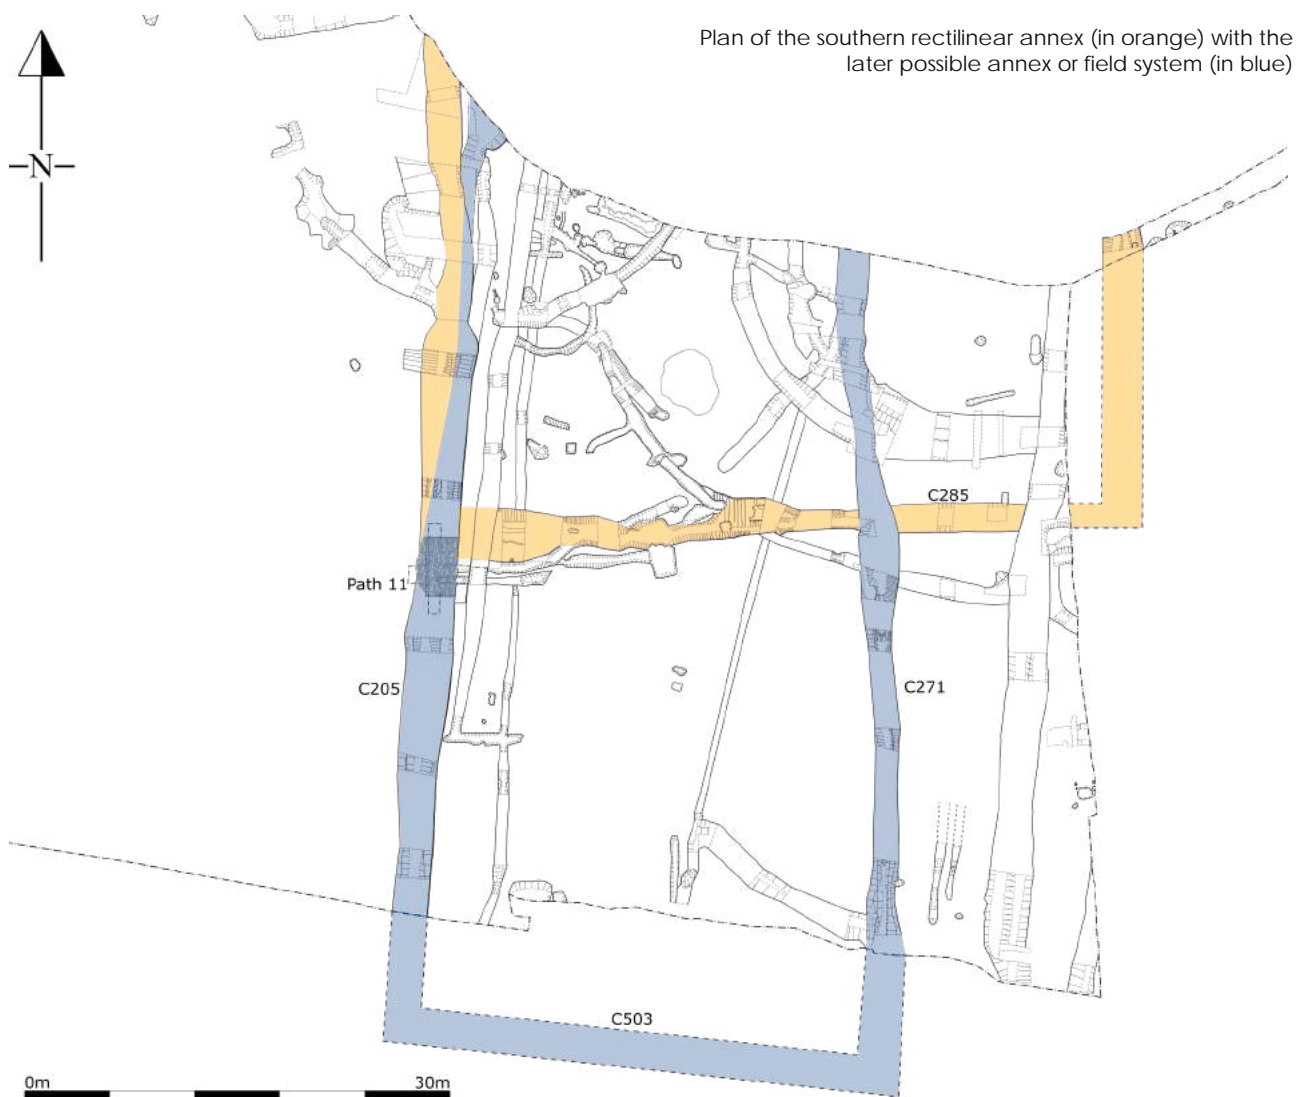 Plan of the southern rectilinear annex (in orange) with the
later possible annex or field system (in blue)
N
C285
Path 11
C205
C271
C503
0m
30m